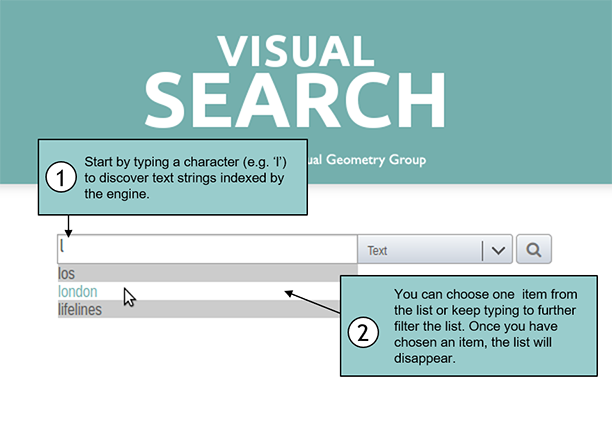 VISUAL
SEARCH
ual Geometry Group
1
Start by typing a character (e.g. ‘l’)
to discover text strings indexed by
the engine.
l
Text
los
london
lifelines
2
You can choose one item from
the list or keep typing to further
filter the list. Once you have
chosen an item, the list will
disappear.